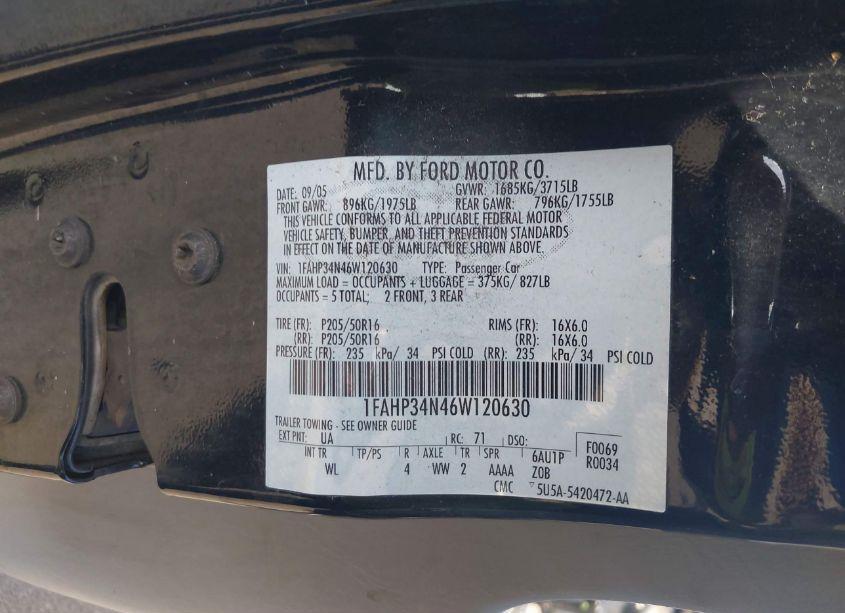 MFD. BY FORD MOTOR CO.
DATE: 09/05 GVWR: 1685KG/3715LB
FRONT GAWR: 896KG/1975LB REAR GAWR: 796KG/1755LB
THIS VEHICLE CONFORMS TO ALL APPLICABLE FEDERAL MOTOR
VEHICLE SAFETY, BUMPER, AND THEFT PREVENTION STANDARDS
IN EFFECT ON THE DATE OF MANUFACTURE SHOWN ABOVE.
VIN: 1FAHP34N46W120630 TYPE: Passenger Car
MAXIMUM LOAD = OCCUPANTS + LUGGAGE = 375KG/ 827LB
OCCUPANTS = 5 TOTAL; 2 FRONT, 3 REAR
TIRE (FR): P205/50R16 RIMS (FR): 16X6.0
(RR): P205/50R16 (RR): 16X6.0
PRESSURE (FR): 235 kPa/ 34 PSI COLD (RR): 235 kPa/ 34 PSI COLD
1FAHP34N46W120630
TRAILER TOWING - SEE OWNER GUIDE
EXT PNT: UA RC: 71 DSO: F0069
INT TR TP/PS R AXLE TR SPR 6AU1P R0034
WL 4 WW 2 AAAA ZOB
CMC ▽5U5A-5420472-AA